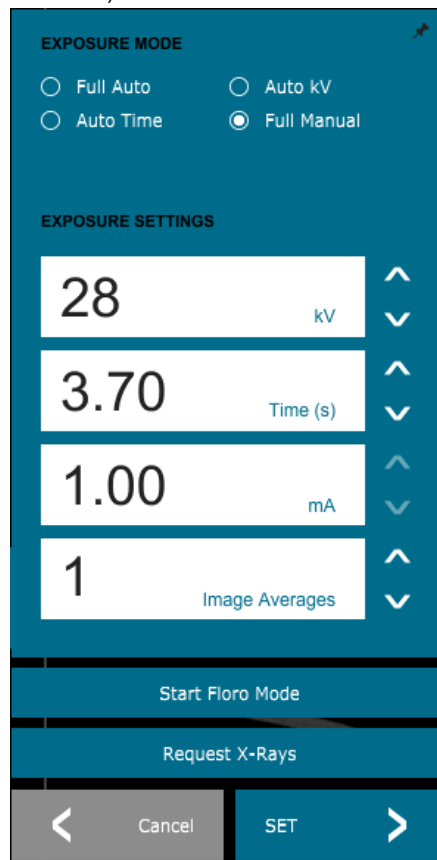 EXPOSURE MODE
Full Auto Auto kV
Auto Time Full Manual
EXPOSURE SETTINGS
28 kV
3.70 Time (s)
1.00 mA
1 Image Averages
Start Floro Mode
Request X-Rays
Cancel SET